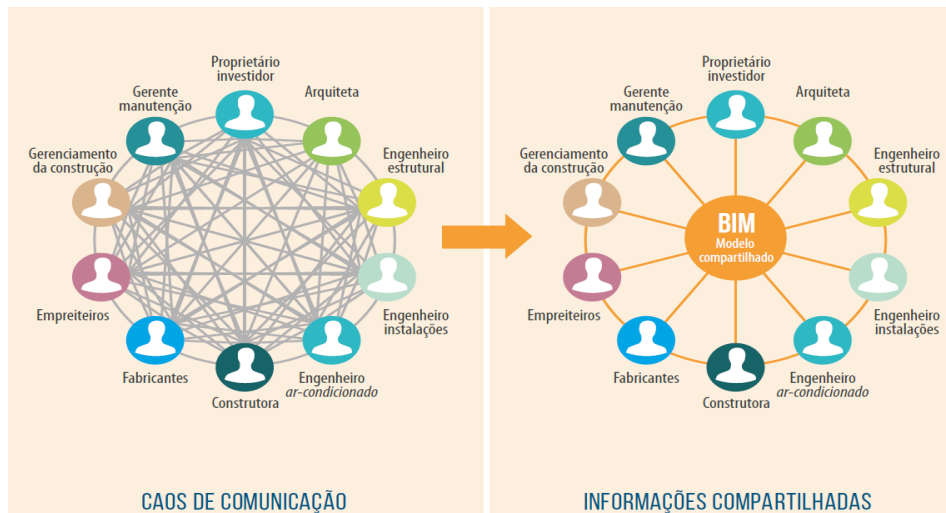 Proprietário
investidor
Gerente
manutenção
Arquiteta
Gerenciamento
da construção
Engenheiro
estrutural
Empreiteiros
Engenheiro
instalações
Fabricantes
Engenheiro
ar-condicionado
Construtora
CAOS DE COMUNICAÇÃO
Proprietário
investidor
Gerente
manutenção
Arquiteta
Gerenciamento
da construção
Engenheiro
estrutural
BIM
Modelo
compartilhado
Empreiteiros
Engenheiro
instalações
Fabricantes
Engenheiro
ar-condicionado
Construtora
INFORMAÇÕES COMPARTILHADAS